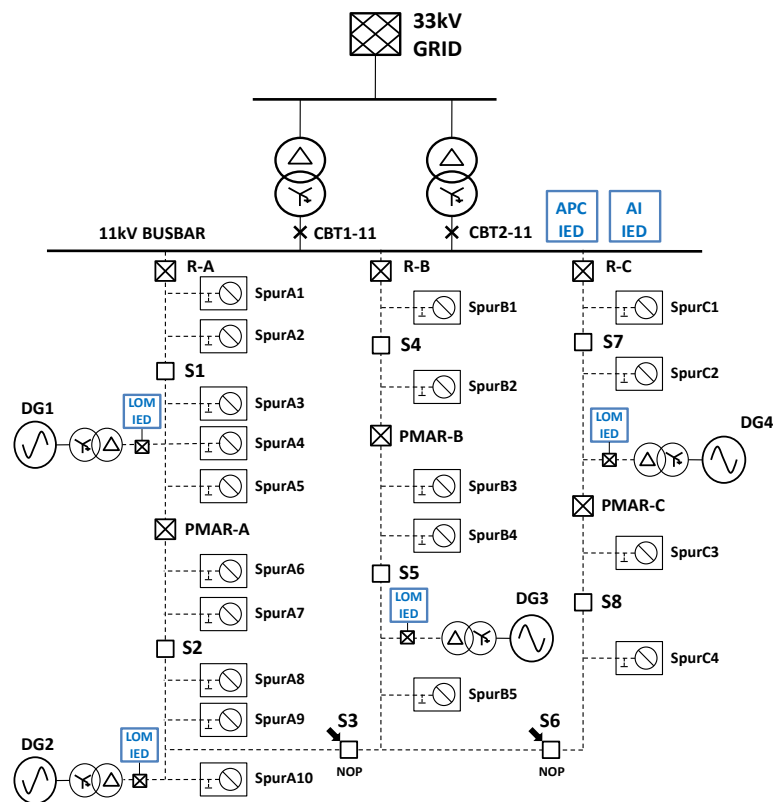 33kV
GRID
11kV BUSBAR
CBT1-11
CBT2-11
APC
IED
AI
IED
R-A
R-B
R-C
SpurA1
SpurB1
SpurC1
SpurA2
S4
S7
S1
SpurC2
SpurB2
LOM
IED
DG1
SpurA3
LOM
IED
DG4
SpurA4
PMAR-B
SpurA5
SpurB3
PMAR-C
PMAR-A
SpurB4
SpurC3
SpurA6
S5
SpurA7
LOM
IED
DG3
S8
S2
SpurC4
SpurA8
SpurB5
SpurA9
S3
S6
DG2
LOM
IED
NOP
NOP
SpurA10